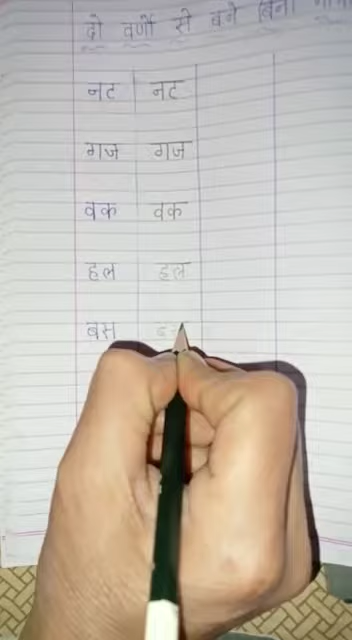 दो वर्णो से बने बिना
नट नट
गज गज
वक वक
हल हल
बस